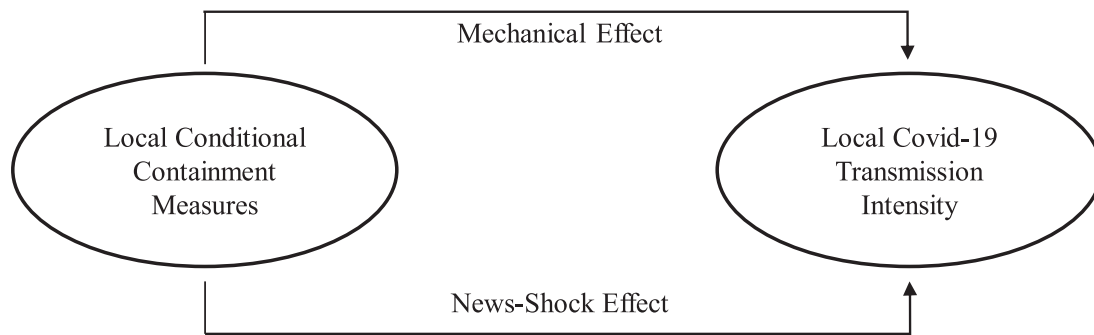 Mechanical Effect
Local Conditional
Containment
Measures
Local Covid-19
Transmission
Intensity
News-Shock Effect